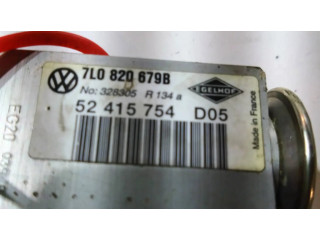 7L0 820 679B
No: 328305 R 134 a
EGELHOF
52 415 754 D05
Made in France
EG20